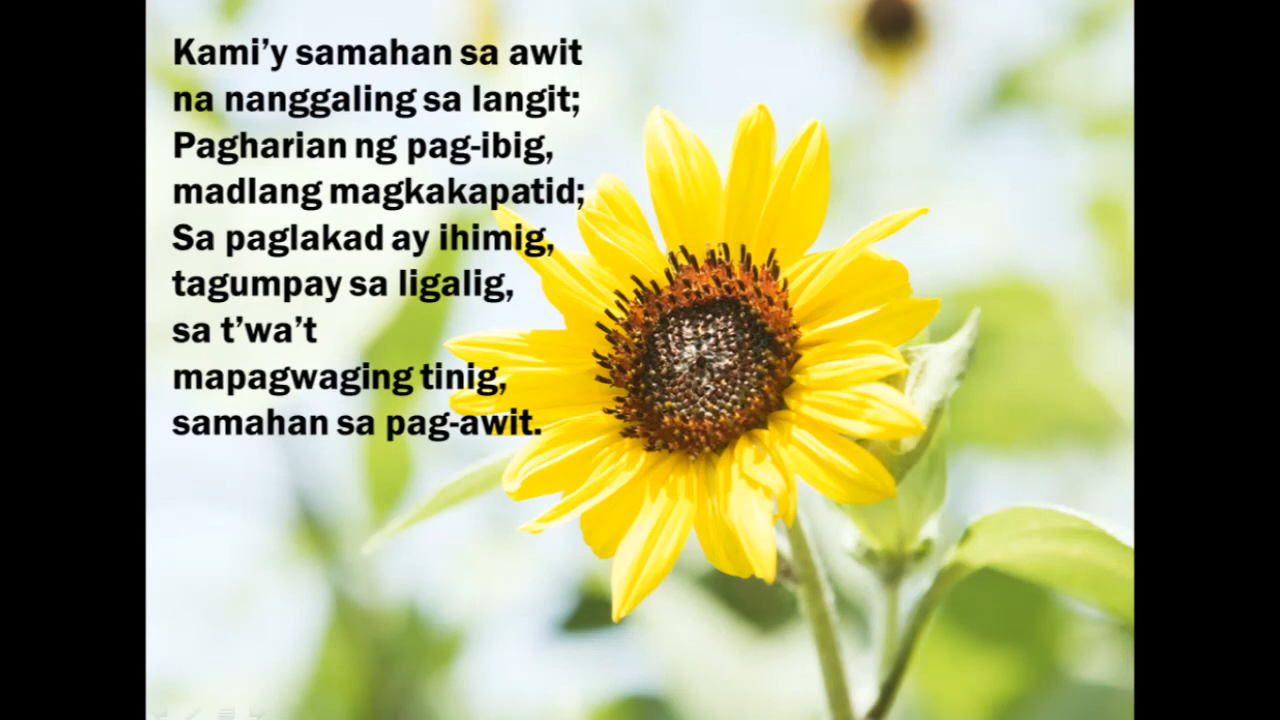 Kami’y samahan sa awit
na nanggaling sa langit;
Pagharian ng pag-ibig,
madlang magkakapatid;
Sa paglakad ay ihimig,
tagumpay sa ligalig,
sa t’wa’t
mapagwaging tinig,
samahan sa pag-awit.